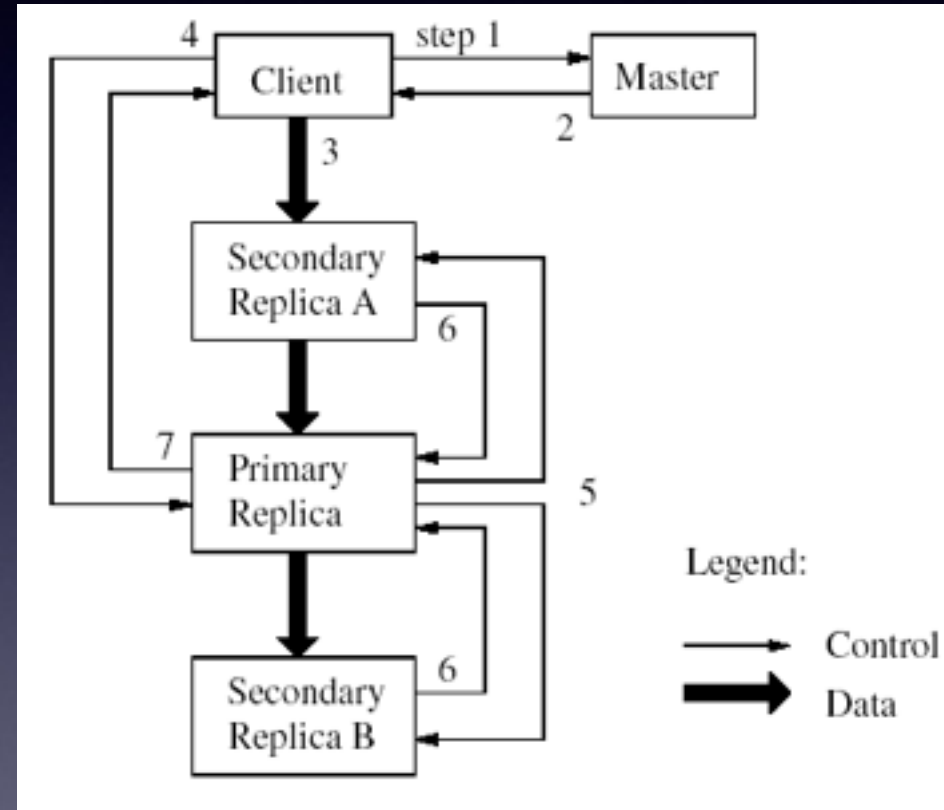 4
step 1
Client
Master
2
3
Secondary
Replica A
6
7
Primary
Replica
5
Legend:
Control
6
Secondary
Replica B
Data